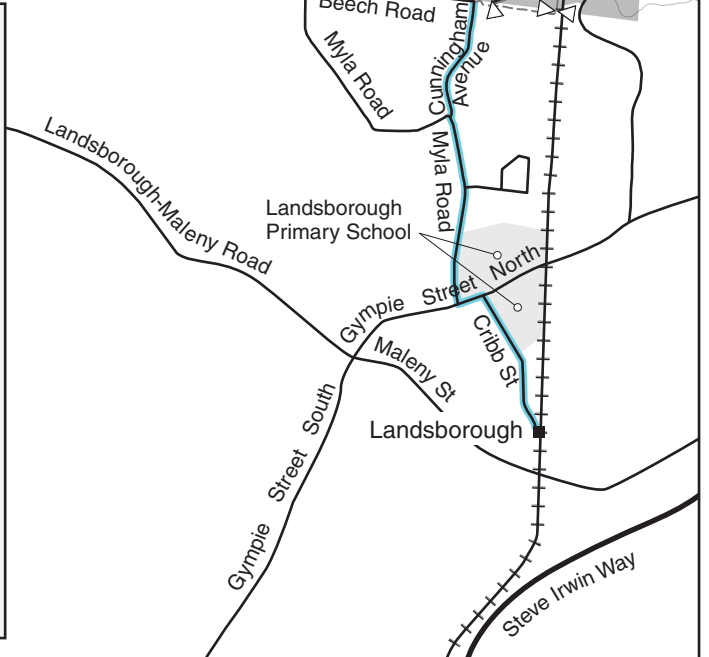 Beech Road
Cunningham
Avenue
Myla Road
Landsborough-Maleny Road
Myla Road
Landsborough
Primary School
Gympie Street North
Cribb St
Maleny St
Landsborough
Gympie Street South
Steve Irwin Way